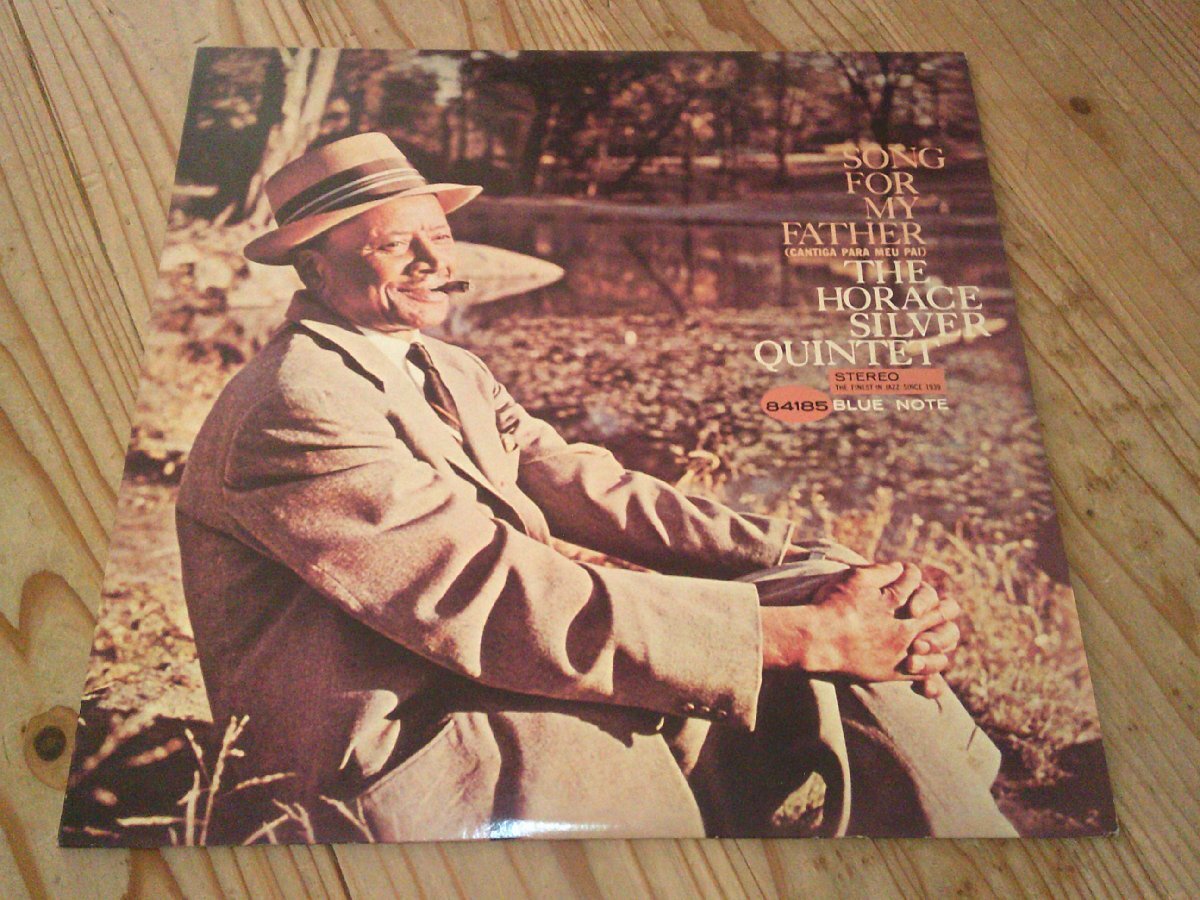 SONG
FOR
MY
FATHER
(CANTIGA PARA MEU PAI)
THE
HORACE
SILVER
QUINTET
STEREO
THE FINEST IN JAZZ SINCE 1939
84185 BLUE NOTE